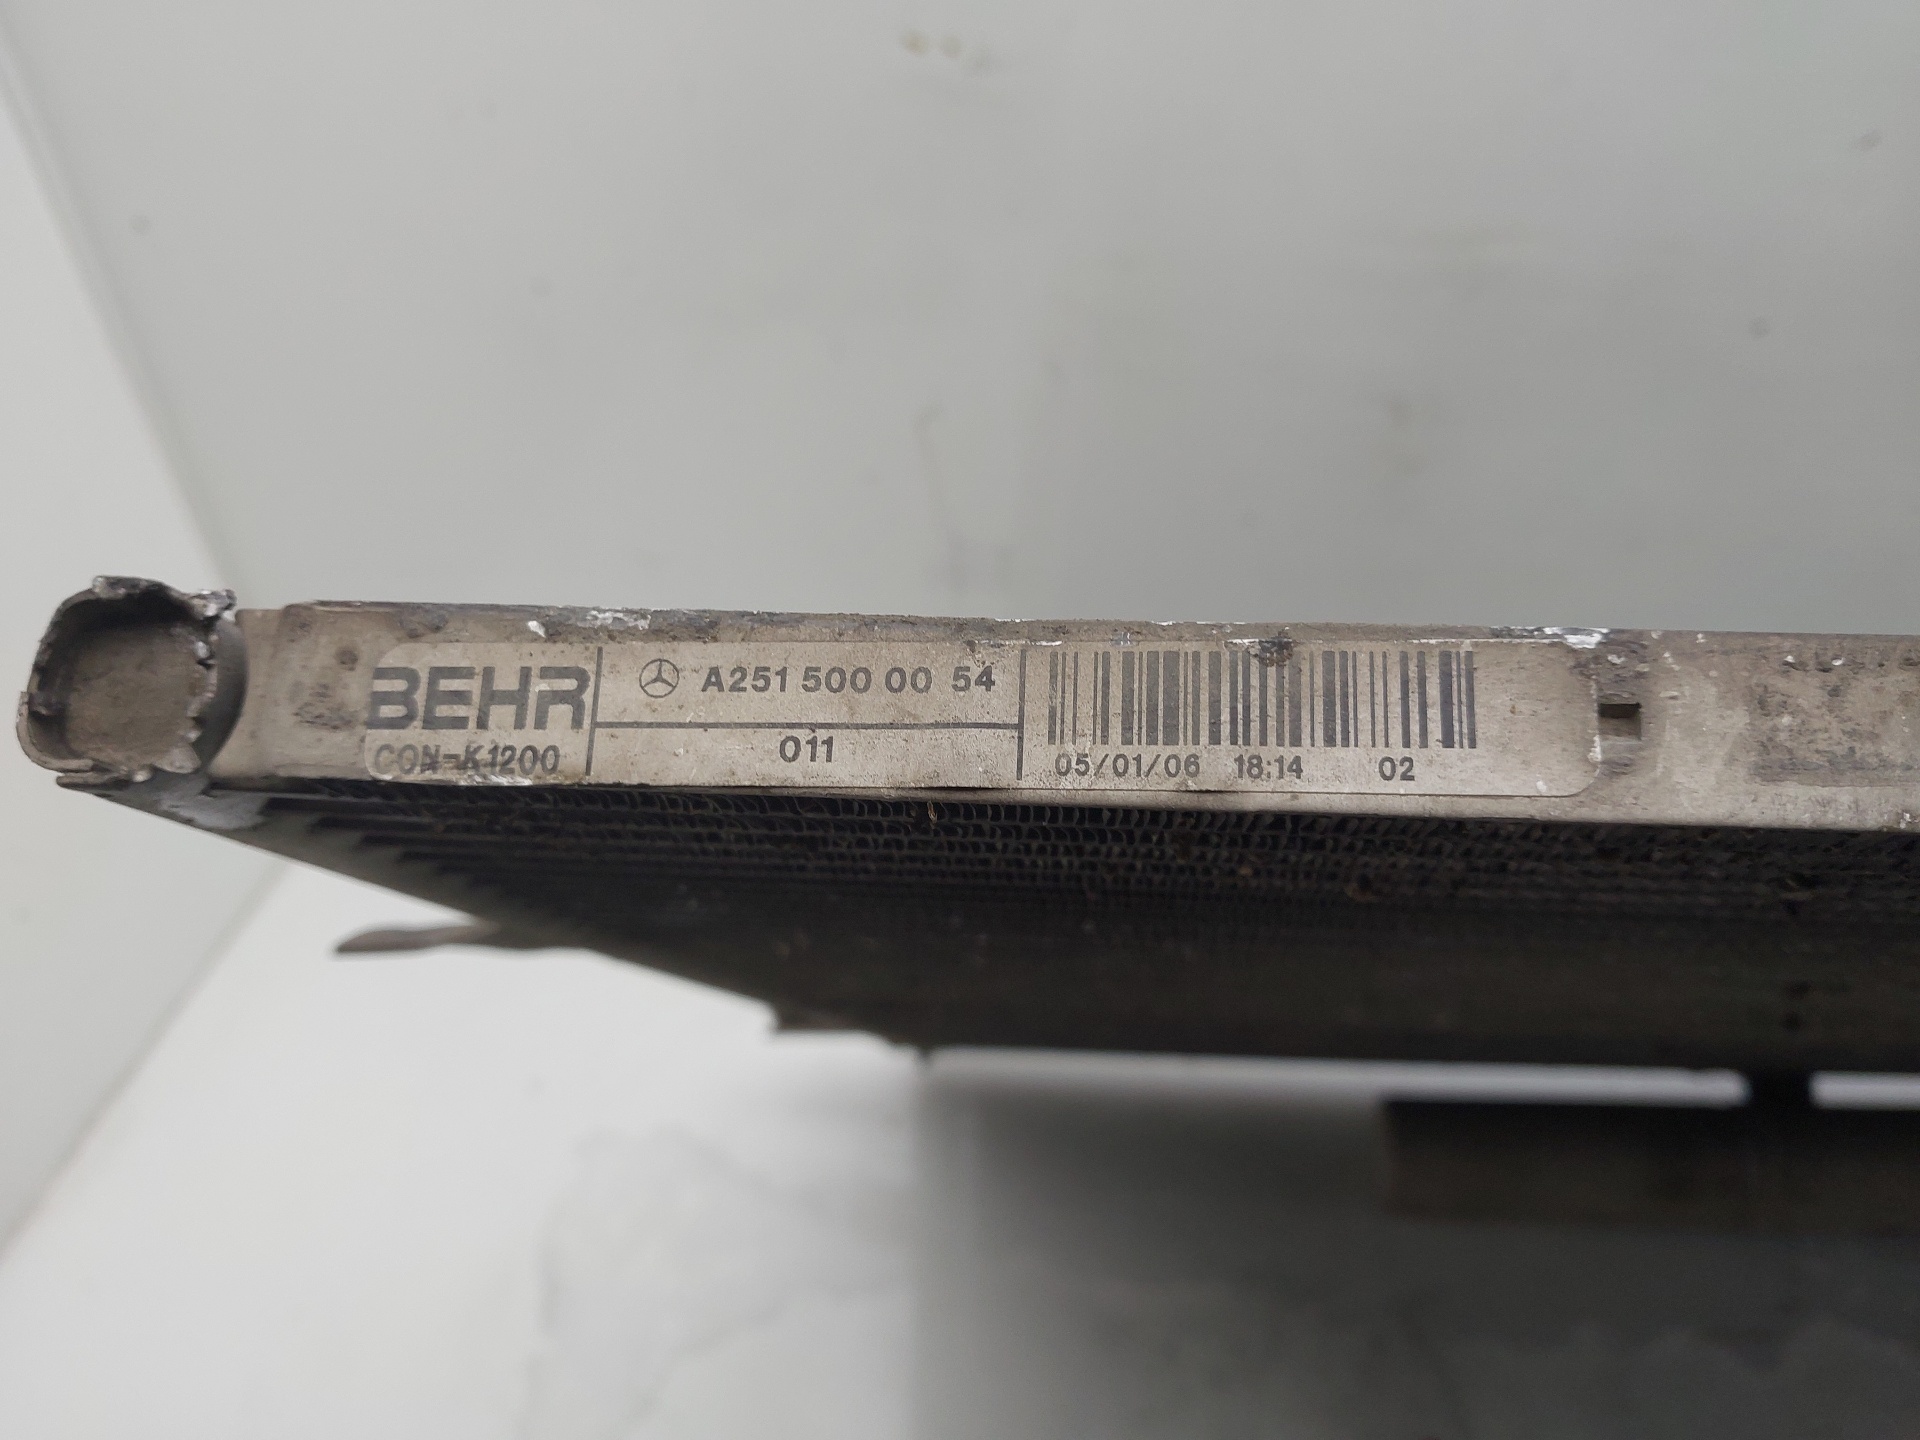 BEHR
CON-K1200
A251 500 00 54
011
05/01/06 18:14 02